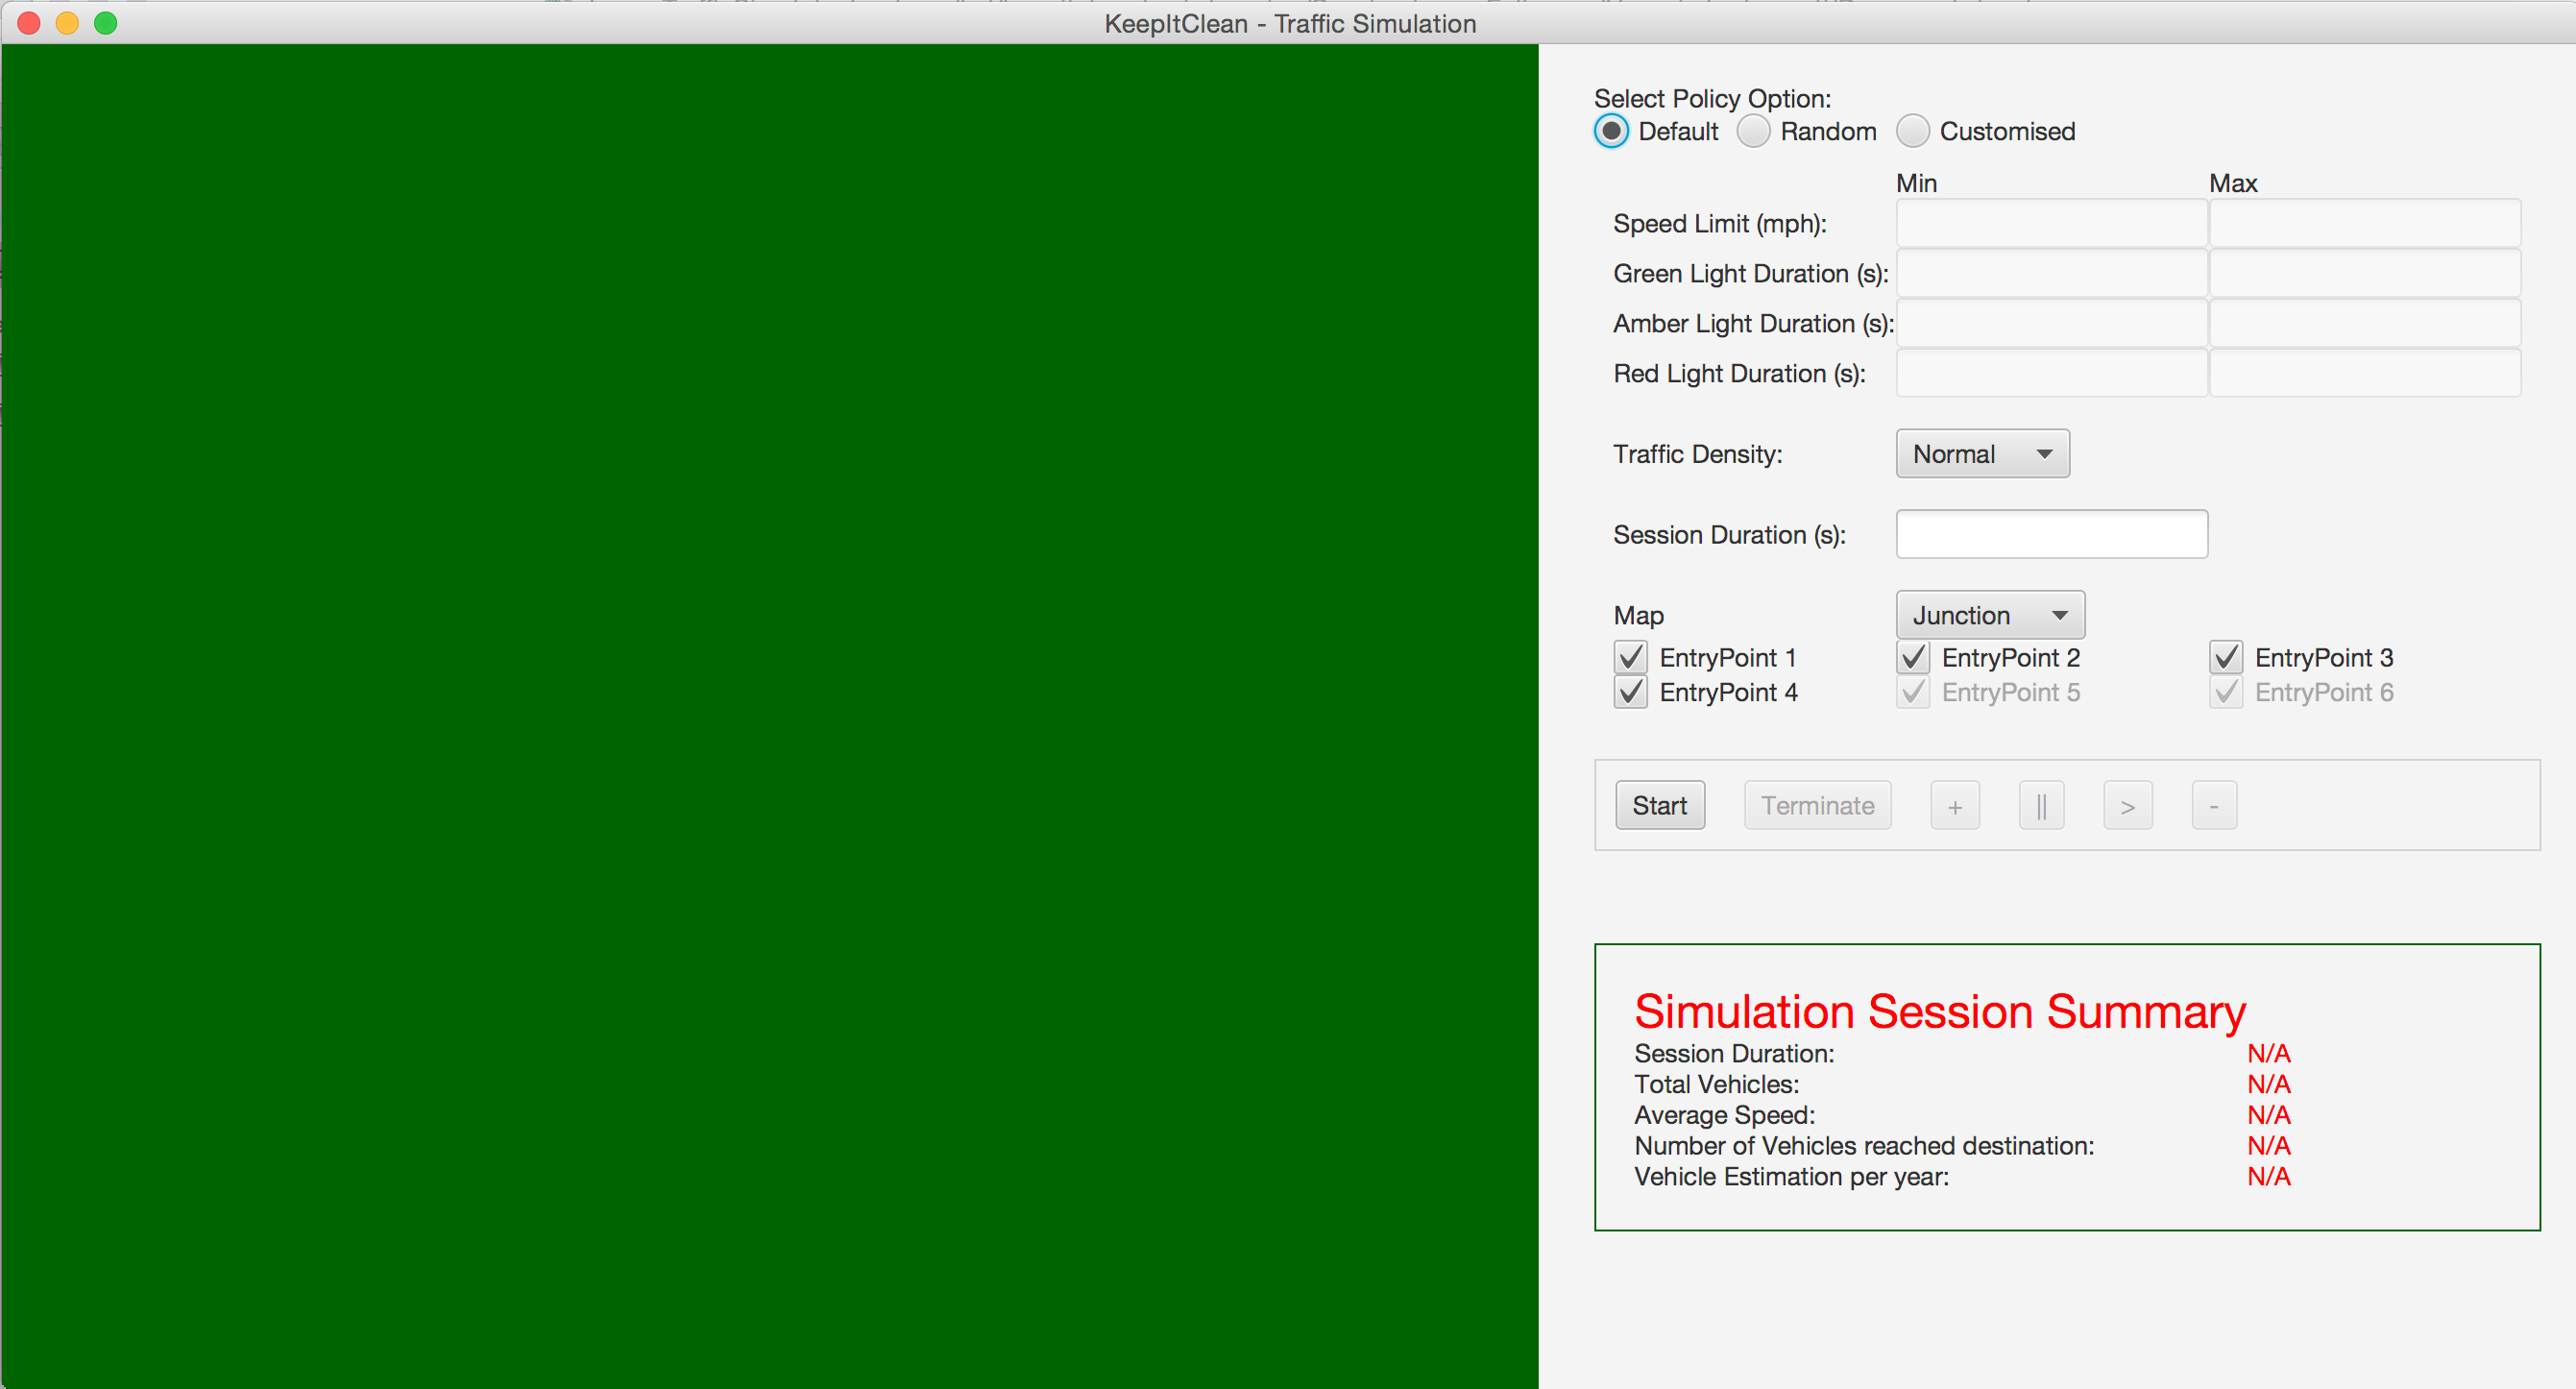 KeepItClean - Traffic Simulation
Select Policy Option:
Default Random Customised
Min Max
Speed Limit (mph):
Green Light Duration (s):
Amber Light Duration (s):
Red Light Duration (s):
Traffic Density: Normal
Session Duration (s):
Map Junction
EntryPoint 1 EntryPoint 2 EntryPoint 3
EntryPoint 4 EntryPoint 5 EntryPoint 6
Start Terminate + || > -
Simulation Session Summary
Session Duration: N/A
Total Vehicles: N/A
Average Speed: N/A
Number of Vehicles reached destination: N/A
Vehicle Estimation per year: N/A